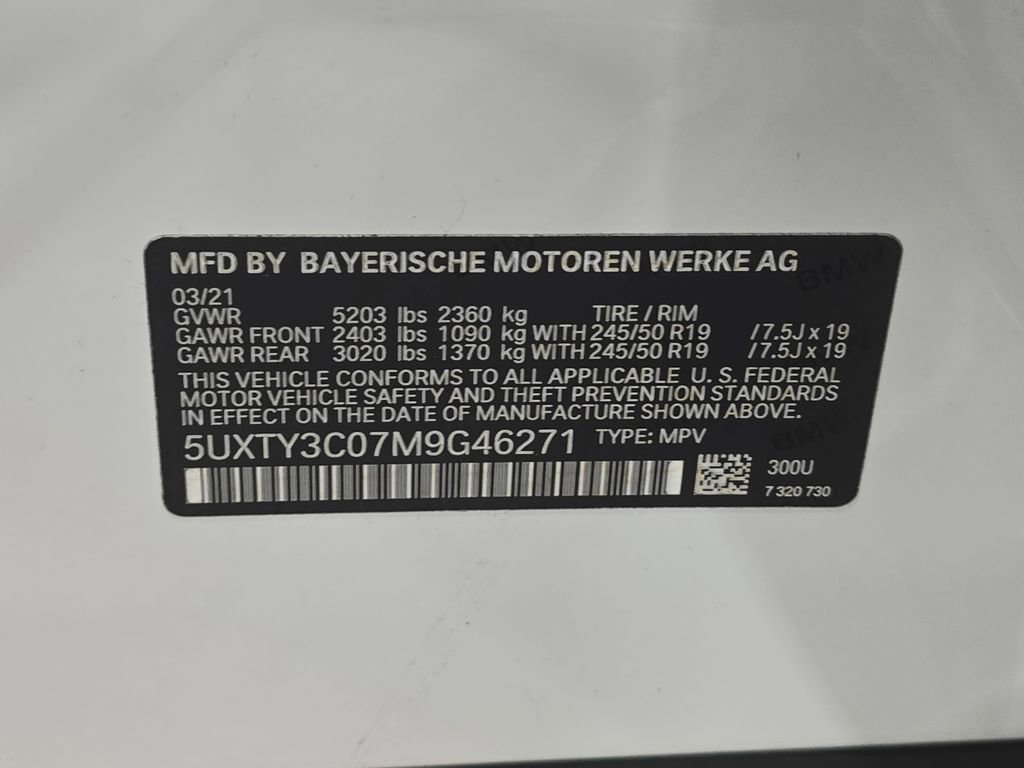 MFD BY BAYERISCHE MOTOREN WERKE AG
03/21
GVWR 5203 lbs 2360 kg TIRE / RIM
GAWR FRONT 2403 lbs 1090 kg WITH 245/50 R19 /7.5J x 19
GAWR REAR 3020 lbs 1370 kg WITH 245/50 R19 /7.5J x 19
THIS VEHICLE CONFORMS TO ALL APPLICABLE U. S. FEDERAL
MOTOR VEHICLE SAFETY AND THEFT PREVENTION STANDARDS
IN EFFECT ON THE DATE OF MANUFACTURE SHOWN ABOVE.
5UXTY3C07M9G46271 TYPE: MPV
300U
7 320 730
BMW
BMW